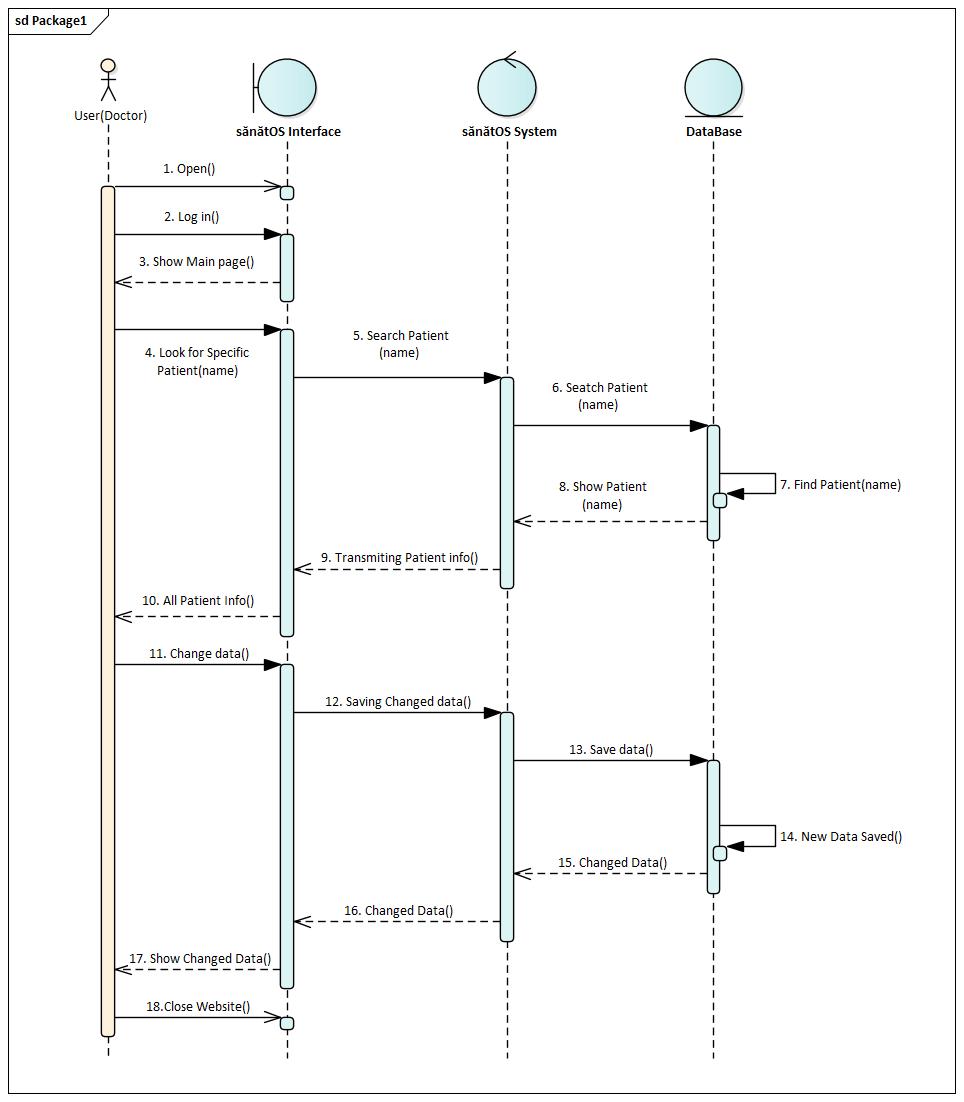 sd Package1
User(Doctor)
sănătOS Interface
sănătOS System
DataBase
1. Open()
2. Log in()
3. Show Main page()
4. Look for Specific
Patient(name)
5. Search Patient
(name)
6. Seatch Patient
(name)
7. Find Patient(name)
8. Show Patient
(name)
9. Transmiting Patient info()
10. All Patient Info()
11. Change data()
12. Saving Changed data()
13. Save data()
14. New Data Saved()
15. Changed Data()
16. Changed Data()
17. Show Changed Data()
18.Close Website()